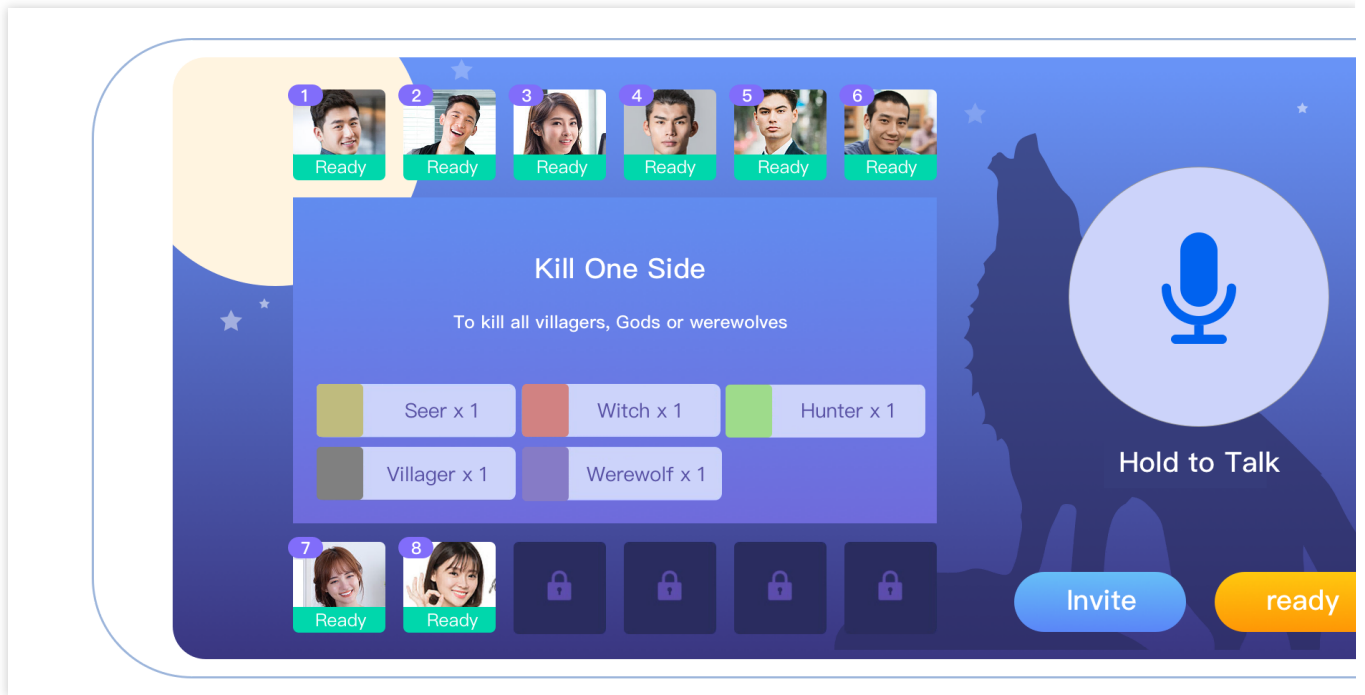 1 2 3 4 5 6
Ready Ready Ready Ready Ready Ready
Kill One Side
To kill all villagers, Gods or werewolves
Seer x 1 Witch x 1 Hunter x 1
Villager x 1 Werewolf x 1
Hold to Talk
7 8
Ready Ready
Invite ready